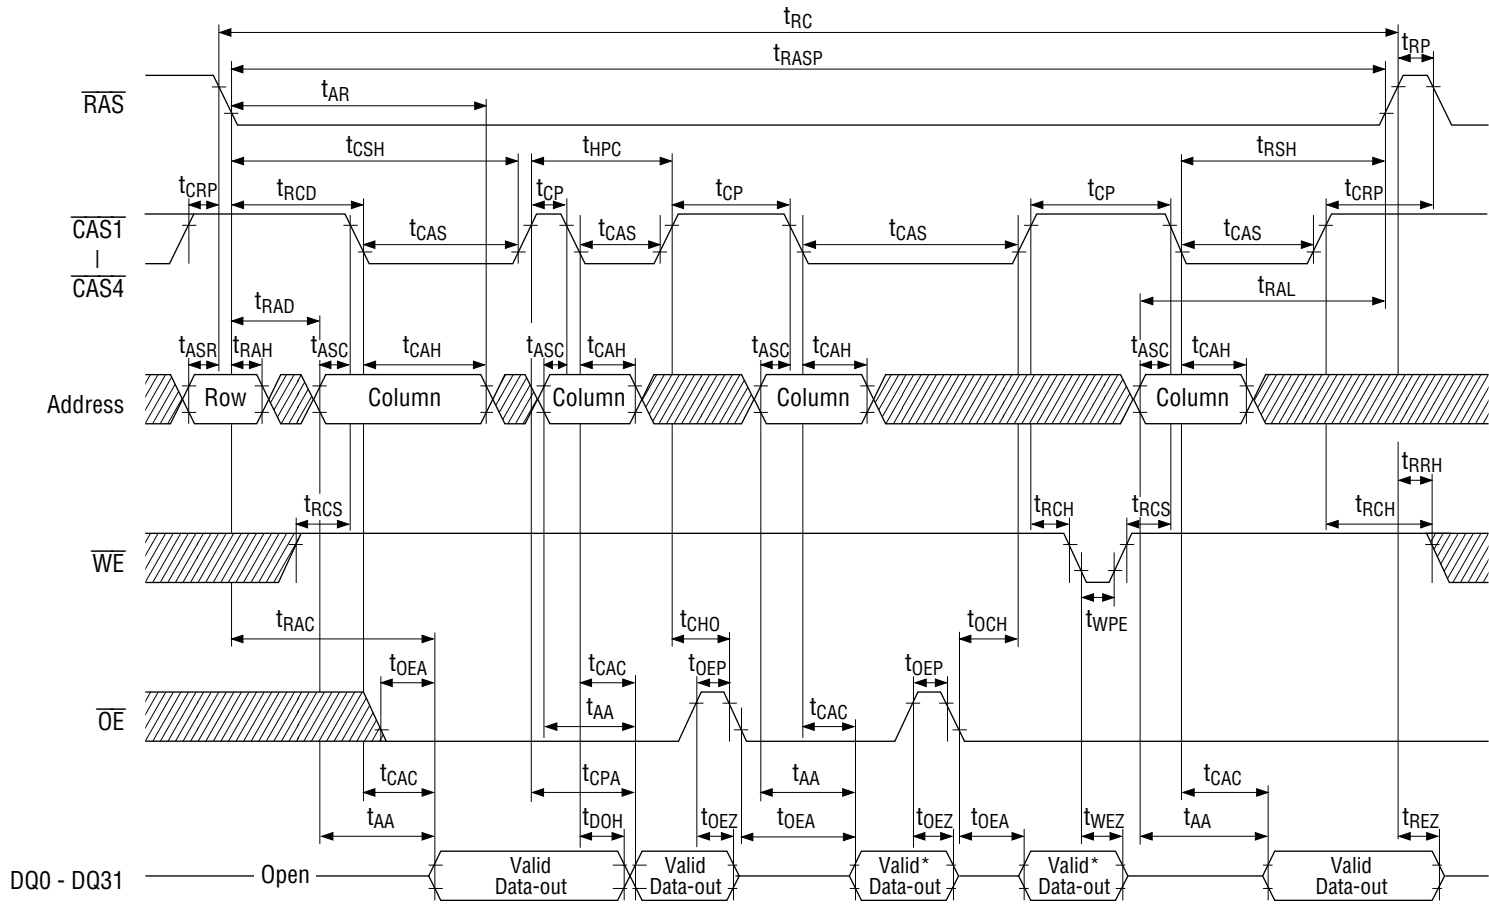 tRC
tRASP
tRP
RAS
tAR
tCSH
tHPC
tRSH
tCRP
tRCD
tCP
tCP
tCP
tCRP
CAS1
|
CAS4
tCAS
tCAS
tCAS
tCAS
tRAL
tRAD
tASR
tRAH
tASC
tCAH
tASC
tCAH
tASC
tCAH
tASC
tCAH
Address
Row
Column
Column
Column
Column
tRRH
tRCS
tRCH
tRCS
tRCH
WE
tWPE
tRAC
tCHO
tOCH
tOEA
tCAC
tOEP
tOEP
OE
tAA
tCAC
tCAC
tCPA
tAA
tCAC
tAA
tDOH
tOEZ
tOEA
tOEZ
tOEA
tWEZ
tAA
tREZ
DQ0 - DQ31
Open
Valid
Data-out
Valid
Data-out
Valid*
Data-out
Valid*
Data-out
Valid
Data-out